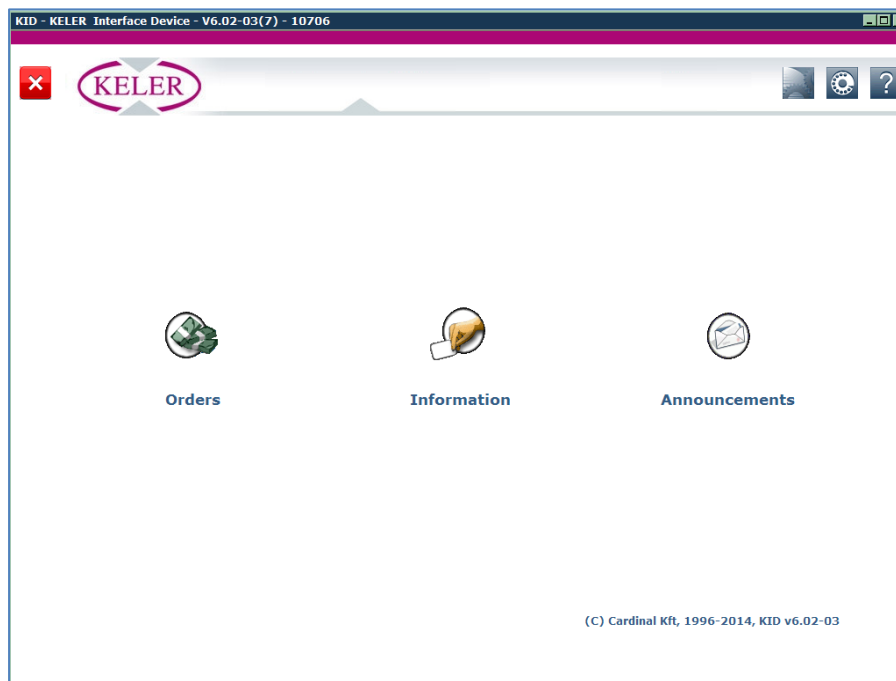 KID - KELER Interface Device - V6.02-03(7) - 10706
KELER
?
Orders
Information
Announcements
(C) Cardinal Kft, 1996-2014, KID v6.02-03